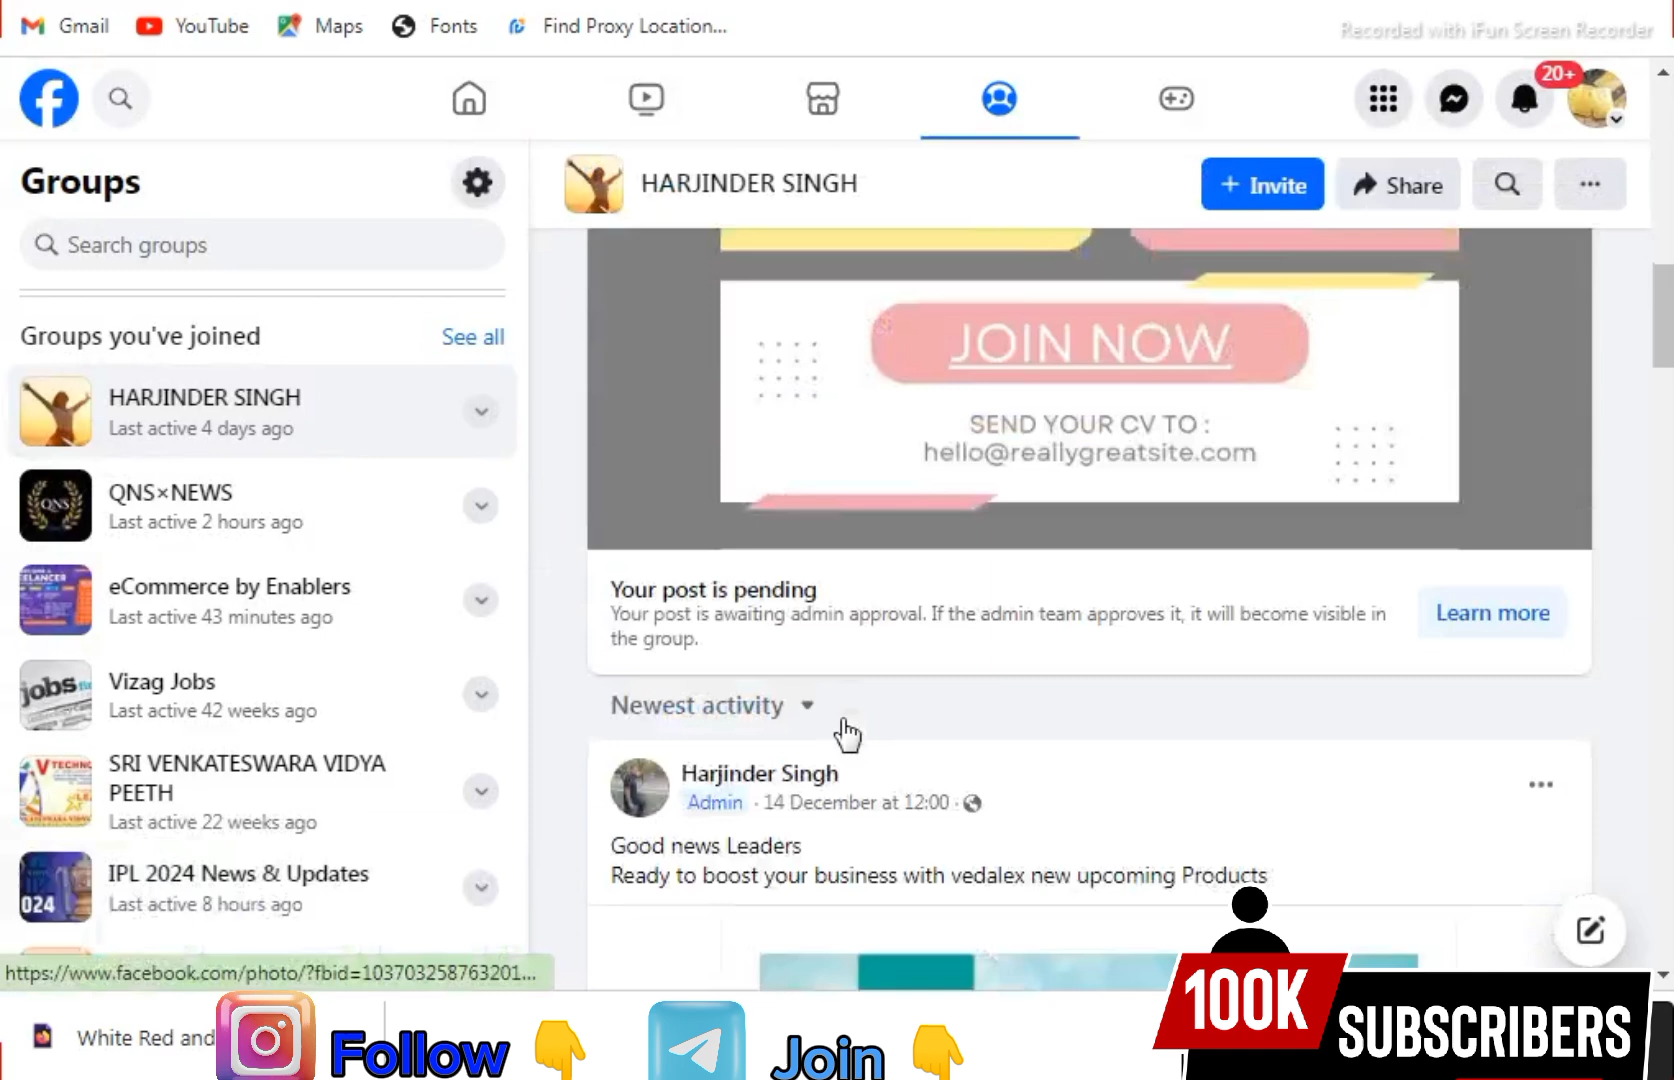 Gmail
YouTube
Maps
Fonts
Find Proxy Location...
Recorded with iFun Screen Recorder
20+
Groups
HARJINDER SINGH
+ Invite
Share
Search groups
Groups you've joined
See all
HARJINDER SINGH
Last active 4 days ago
QNS
QNS×NEWS
Last active 2 hours ago
eCommerce by Enablers
Last active 43 minutes ago
jobs
Vizag Jobs
Last active 42 weeks ago
SRI VENKATESWARA VIDYA
PEETH
Last active 22 weeks ago
024
IPL 2024 News & Updates
Last active 8 hours ago
https://www.facebook.com/photo/?fbid=103703258763201...
JOIN NOW
SEND YOUR CV TO :
hello@reallygreatsite.com
Your post is pending
Your post is awaiting admin approval. If the admin team approves it, it will become visible in
the group.
Learn more
Newest activity
Harjinder Singh
Admin · 14 December at 12:00 ·
Good news Leaders
Ready to boost your business with vedalex new upcoming Products
White Red and
Follow
Join
100K
SUBSCRIBERS